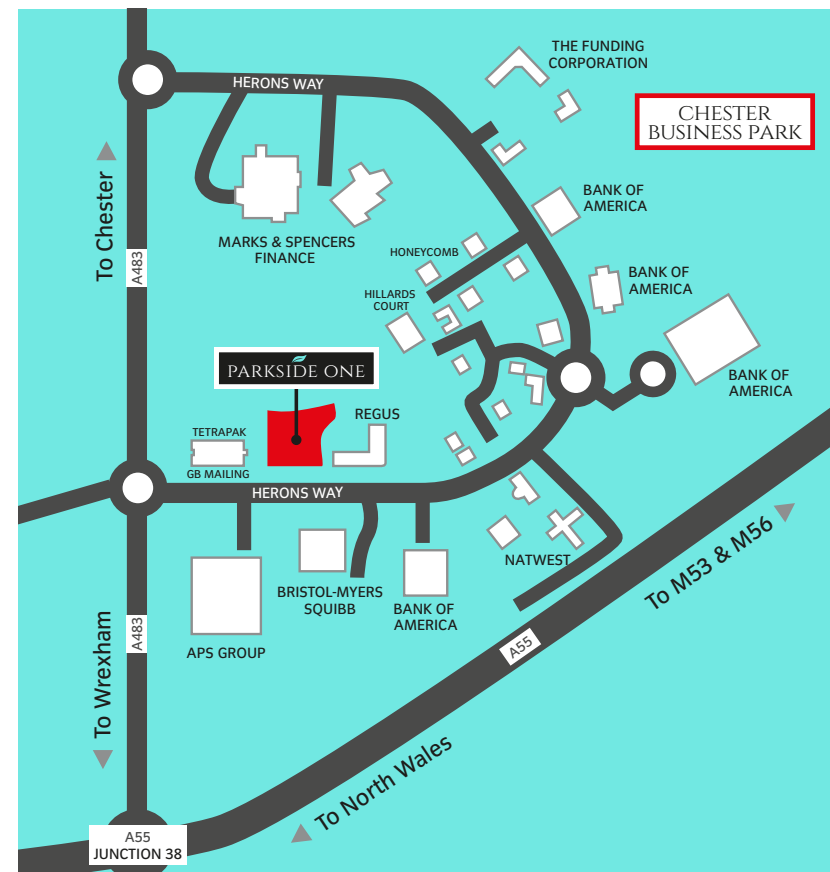 THE FUNDING
CORPORATION
HERONS WAY
CHESTER
BUSINESS PARK
To Chester
A483
BANK OF
AMERICA
MARKS & SPENCERS
FINANCE
HONEYCOMB
BANK OF
AMERICA
HILLARDS
COURT
PARKSIDE ONE
BANK OF
AMERICA
REGUS
TETRAPAK
GB MAILING
HERONS WAY
NATWEST
To M53 & M56
BRISTOL-MYERS
SQUIBB
BANK OF
AMERICA
APS GROUP
A483
A55
To Wrexham
To North Wales
A55
JUNCTION 38